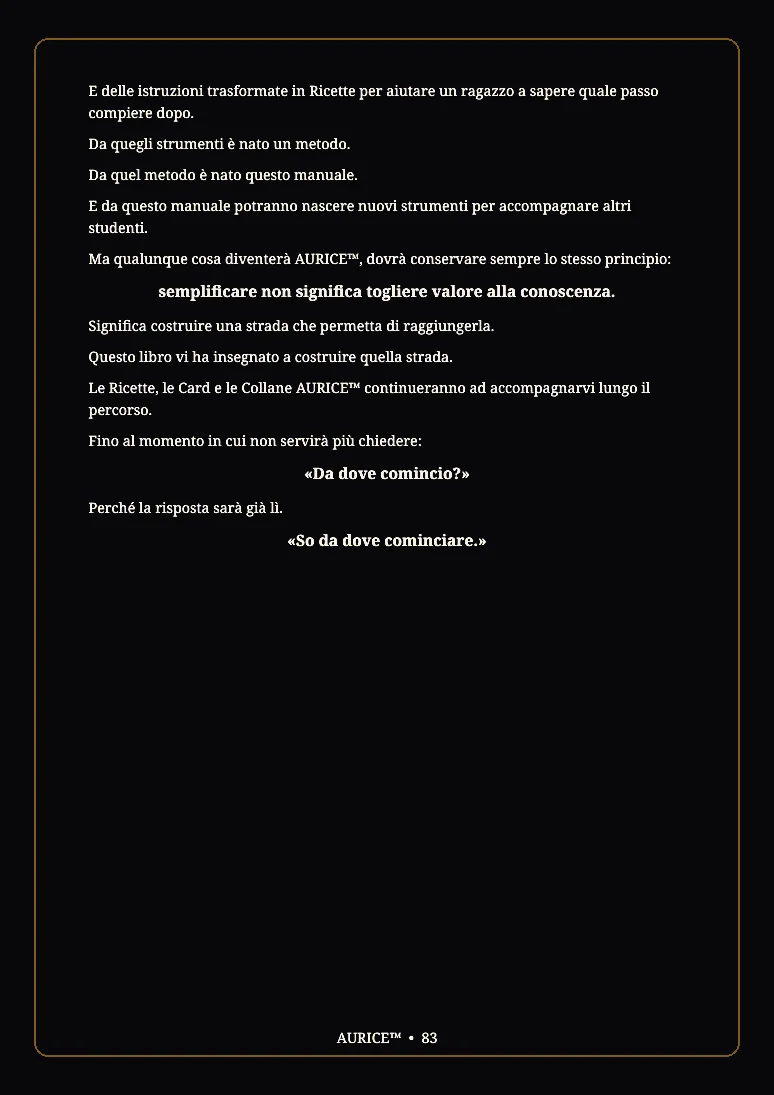 E delle istruzioni trasformate in Ricette per aiutare un ragazzo a sapere quale passo
compiere dopo.
Da quegli strumenti è nato un metodo.
Da quel metodo è nato questo manuale.
E da questo manuale potranno nascere nuovi strumenti per accompagnare altri
studenti.
Ma qualunque cosa diventerà AURICE™, dovrà conservare sempre lo stesso principio:
semplificare non significa togliere valore alla conoscenza.
Significa costruire una strada che permetta di raggiungerla.
Questo libro vi ha insegnato a costruire quella strada.
Le Ricette, le Card e le Collane AURICE™ continueranno ad accompagnarvi lungo il
percorso.
Fino al momento in cui non servirà più chiedere:
«Da dove comincio?»
Perché la risposta sarà già lì.
«So da dove cominciare.»
AURICE™ • 83